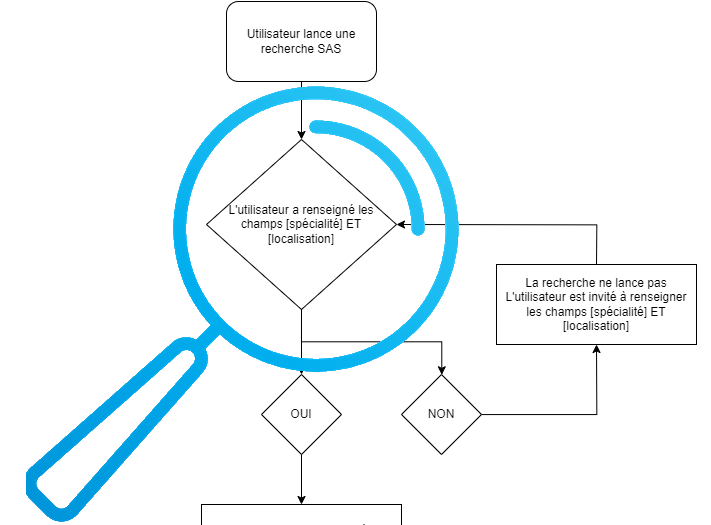 Utilisateur lance une
recherche SAS
L'utilisateur a renseigné les
champs [spécialité] ET
[localisation]
La recherche ne lance pas
L'utilisateur est invité à renseigner
les champs [spécialité] ET
[localisation]
OUI
NON